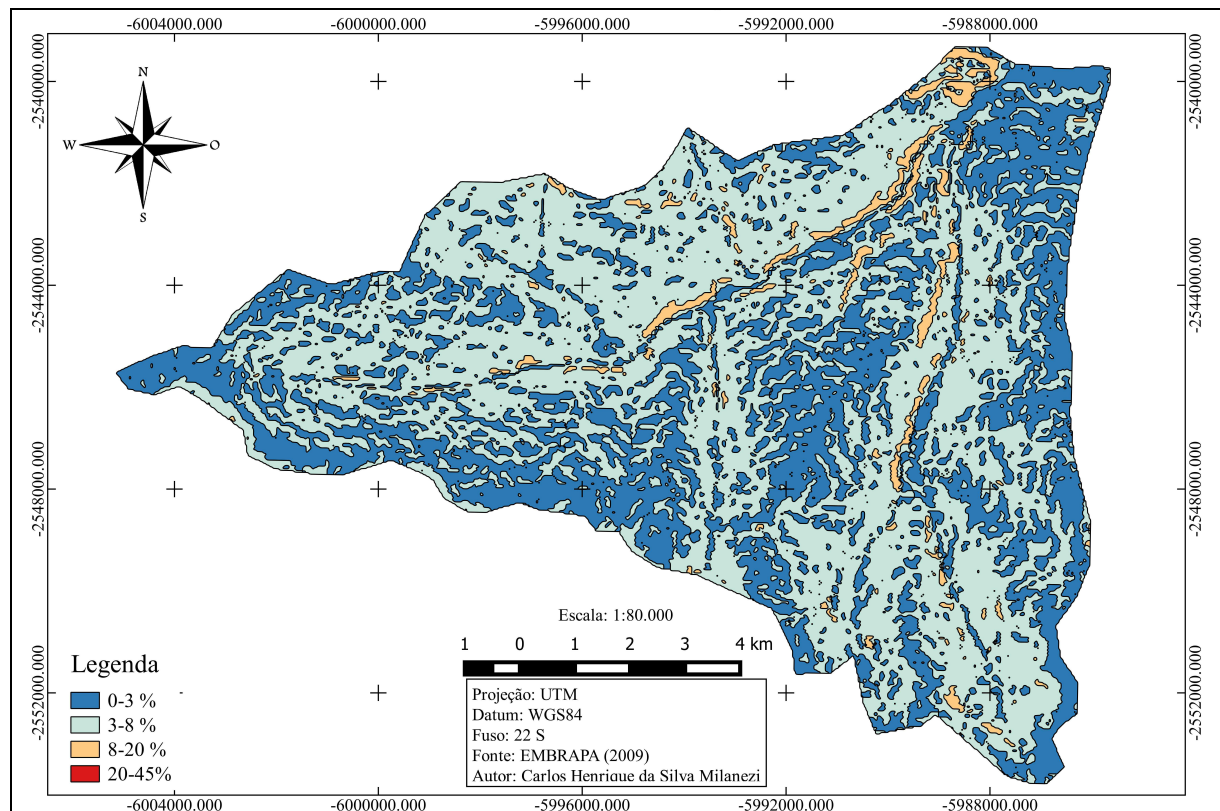 -6004000.000 -6000000.000 -5996000.000 -5992000.000 -5988000.000
-2540000.000 -2540000.000
N
W O
S
-2544000.000 -2544000.000
-2548000.000 -2548000.000
-2552000.000 -2552000.000
Escala: 1:80.000
1 0 1 2 3 4 km
Legenda
0-3 %
3-8 %
8-20 %
20-45%
Projeção: UTM
Datum: WGS84
Fuso: 22 S
Fonte: EMBRAPA (2009)
Autor: Carlos Henrique da Silva Milanezi
-6004000.000 -6000000.000 -5996000.000 -5992000.000 -5988000.000